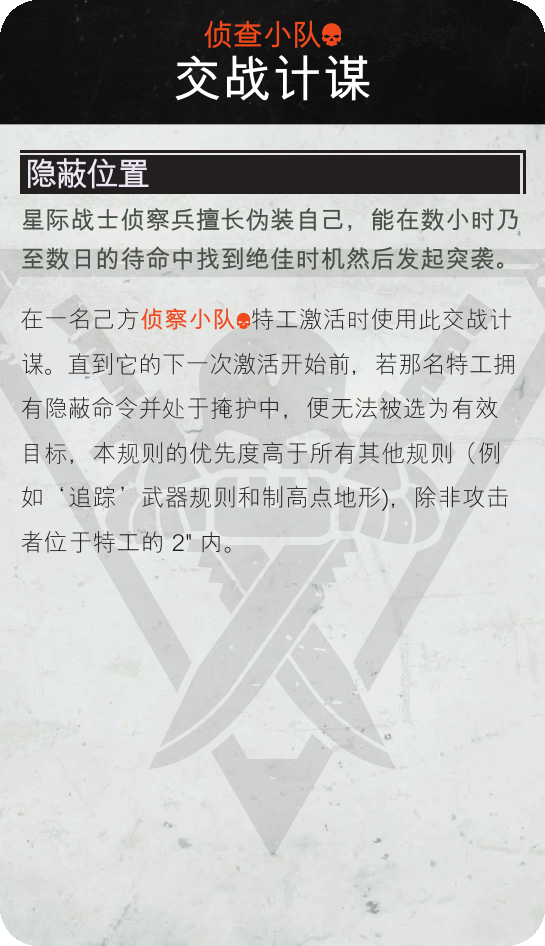 侦查小队
交战计谋
隐蔽位置
星际战士侦察兵擅长伪装自己，能在数小时乃
至数日的待命中找到绝佳时机然后发起突袭。
在一名己方侦察小队特工激活时使用此交战计
谋。直到它的下一次激活开始前，若那名特工拥
有隐蔽命令并处于掩护中，便无法被选为有效
目标，本规则的优先度高于所有其他规则（例
如‘追踪’武器规则和制高点地形)，除非攻击
者位于特工的 2" 内。